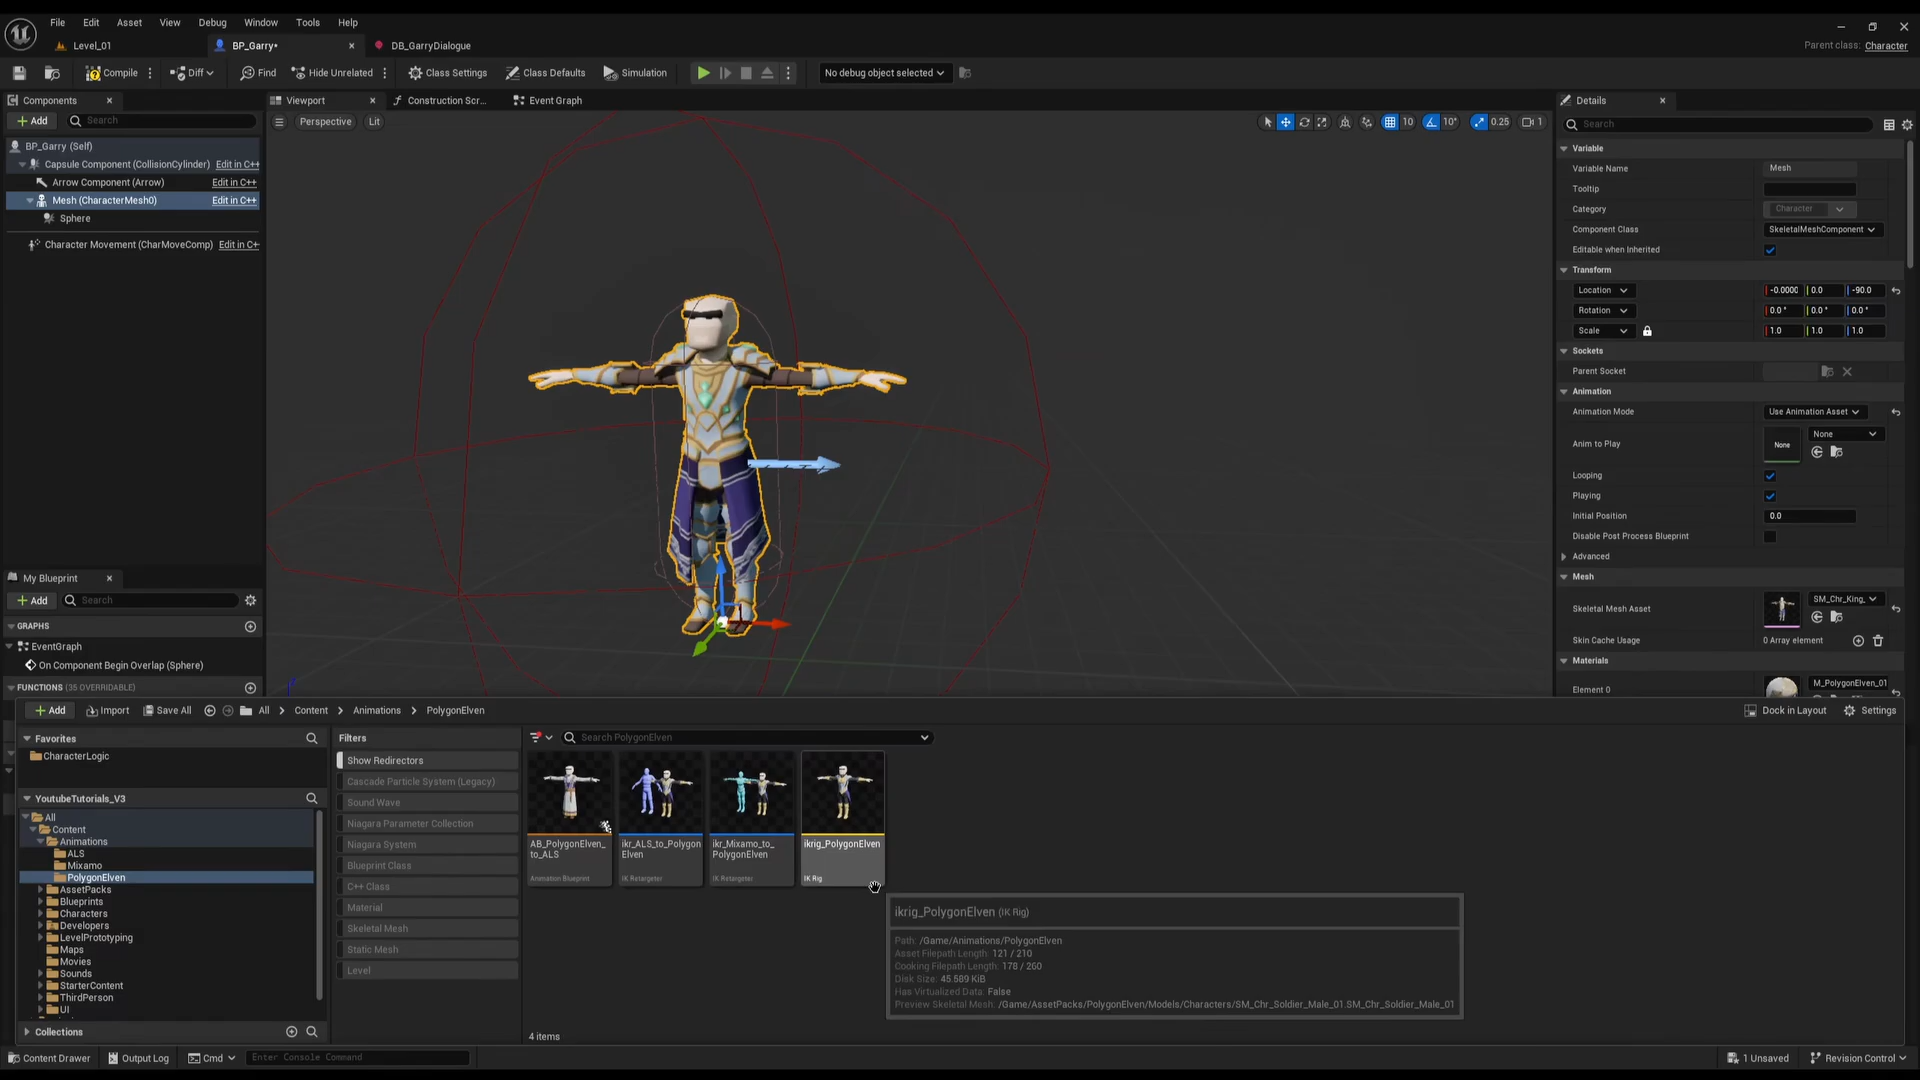 File Edit Asset View Debug Window Tools Help
Level_01 BP_Garry* DB_GarryDialogue
Parent class: Character
Compile Diff Find Hide Unrelated Class Settings Class Defaults Simulation No debug object selected
Components Viewport Construction Scr... Event Graph Details
Add Search Perspective Lit 10 10° 0.25 1 Search
BP_Garry (Self)
Capsule Component (CollisionCylinder) Edit in C++
Arrow Component (Arrow) Edit in C++
Mesh (CharacterMesh0) Edit in C++
Sphere
Character Movement (CharMoveComp) Edit in C++
Variable
Variable Name Mesh
Tooltip
Category Character
Component Class SkeletalMeshComponent
Editable when Inherited
Transform
Location -0.0000 0.0 -90.0
Rotation 0.0° 0.0° 0.0°
Scale 1.0 1.0 1.0
Sockets
Parent Socket
Animation
Animation Mode Use Animation Asset
Anim to Play None None
Looping
Playing
Initial Position 0.0
Disable Post Process Blueprint
Advanced
Mesh
Skeletal Mesh Asset SM_Chr_King_
Skin Cache Usage 0 Array element
Materials
Element 0 M_PolygonElven_01
My Blueprint
Add Search
GRAPHS
EventGraph
On Component Begin Overlap (Sphere)
FUNCTIONS (35 OVERRIDABLE)
Add Import Save All All Content Animations PolygonElven Dock in Layout Settings
Favorites
CharacterLogic
YoutubeTutorials_V3
All
Content
Animations
ALS
Mixamo
PolygonElven
AssetPacks
Blueprints
Characters
Developers
LevelPrototyping
Maps
Movies
Sounds
StarterContent
ThirdPerson
UI
Collections
Filters
Show Redirectors
Cascade Particle System (Legacy)
Sound Wave
Niagara Parameter Collection
Niagara System
Blueprint Class
C++ Class
Material
Skeletal Mesh
Static Mesh
Level
Search PolygonElven
AB_PolygonElven_
to_ALS
Animation Blueprint
ikr_ALS_to_Polygon
Elven
IK Retargeter
ikr_Mixamo_to_
PolygonElven
IK Retargeter
ikrig_PolygonElven
IK Rig
ikrig_PolygonElven (IK Rig)
Path: /Game/Animations/PolygonElven
Asset Filepath Length: 121 / 210
Cooking Filepath Length: 178 / 260
Disk Size: 45.589 KiB
Has Virtualized Data: False
Preview Skeletal Mesh: /Game/AssetPacks/PolygonElven/Models/Characters/SM_Chr_Soldier_Male_01.SM_Chr_Soldier_Male_01
4 items
Content Drawer Output Log Cmd Enter Console Command 1 Unsaved Revision Control